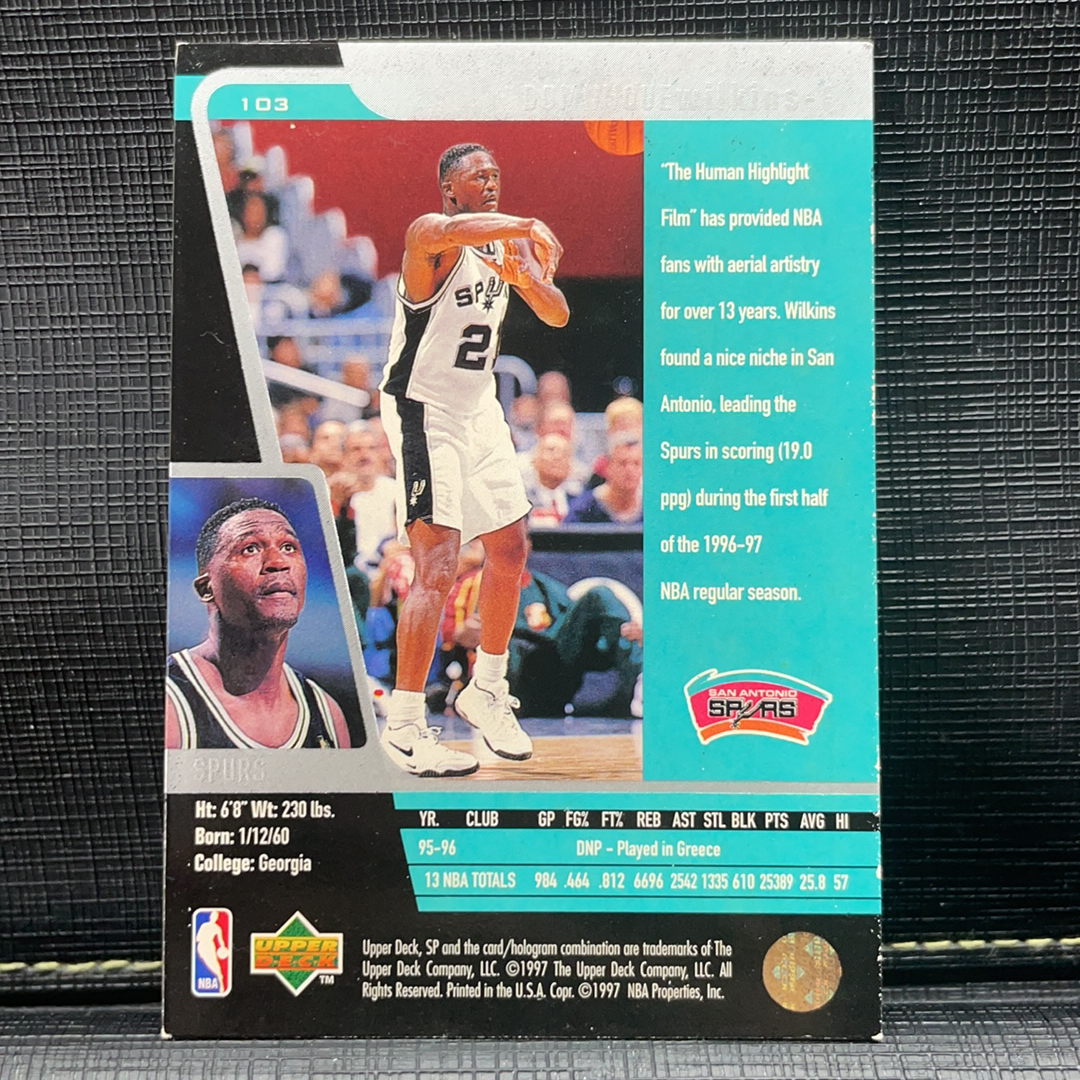 103
DOMINIQUE WILKINS-F
"The Human Highlight
Film" has provided NBA
fans with aerial artistry
for over 13 years. Wilkins
found a nice niche in San
Antonio, leading the
Spurs in scoring (19.0
ppg) during the first half
of the 1996-97
NBA regular season.
SPURS
2
SAN ANTONIO
SPURS
SPURS
Ht: 6'8" Wt: 230 lbs.
Born: 1/12/60
College: Georgia
YR. CLUB GP FG% FT% REB AST STL BLK PTS AVG HI
95-96 DNP - Played in Greece
13 NBA TOTALS 984 .464 .812 6696 2542 1335 610 25389 25.8 57
NBA
UPPER
DECK
TM
Upper Deck, SP and the card/hologram combination are trademarks of The
Upper Deck Company, LLC. ©1997 The Upper Deck Company, LLC. All
Rights Reserved. Printed in the U.S.A. Copr. ©1997 NBA Properties, Inc.